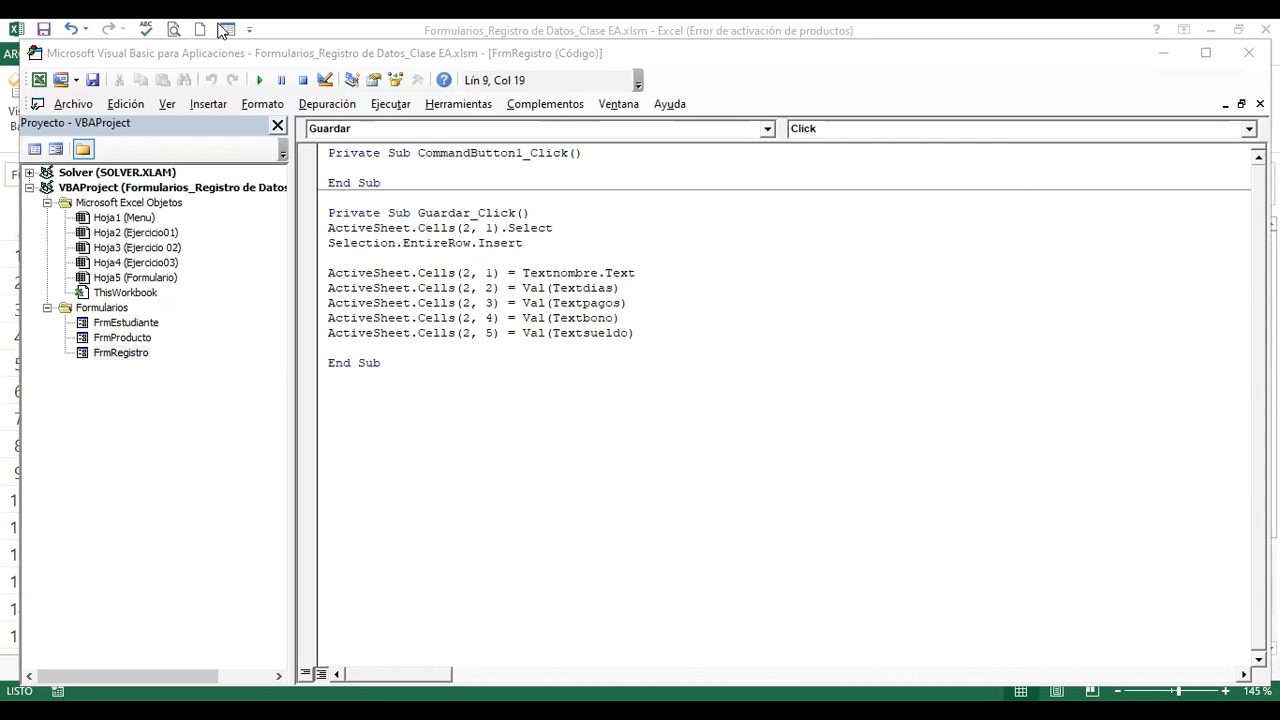 Formularios_Registro de Datos_Clase EA.xlsm - Excel (Error de activación de productos)
Microsoft Visual Basic para Aplicaciones - Formularios_Registro de Datos_Clase EA.xlsm - [FrmRegistro (Código)]
Lín 9, Col 19
Archivo Edición Ver Insertar Formato Depuración Ejecutar Herramientas Complementos Ventana Ayuda
Proyecto - VBAProject
Guardar
Click
Solver (SOLVER.XLAM)
VBAProject (Formularios_Registro de Datos
Microsoft Excel Objetos
Hoja1 (Menu)
Hoja2 (Ejercicio01)
Hoja3 (Ejercicio 02)
Hoja4 (Ejercicio03)
Hoja5 (Formulario)
ThisWorkbook
Formularios
FrmEstudiante
FrmProducto
FrmRegistro
Private Sub CommandButton1_Click()
End Sub
Private Sub Guardar_Click()
ActiveSheet.Cells(2, 1).Select
Selection.EntireRow.Insert
ActiveSheet.Cells(2, 1) = Textnombre.Text
ActiveSheet.Cells(2, 2) = Val(Textdias)
ActiveSheet.Cells(2, 3) = Val(Textpagos)
ActiveSheet.Cells(2, 4) = Val(Textbono)
ActiveSheet.Cells(2, 5) = Val(Textsueldo)
End Sub
LISTO
145 %